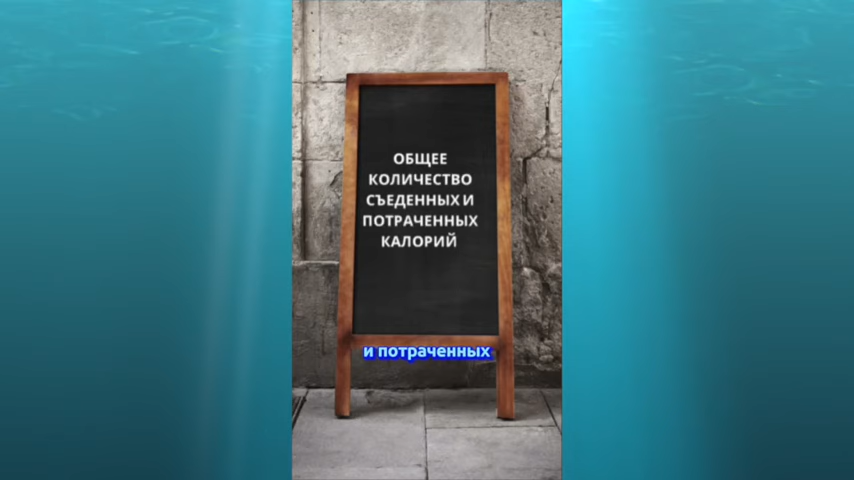 ОБЩЕЕ
КОЛИЧЕСТВО
СЪЕДЕННЫХ И
ПОТРАЧЕННЫХ
КАЛОРИЙ
и потраченных